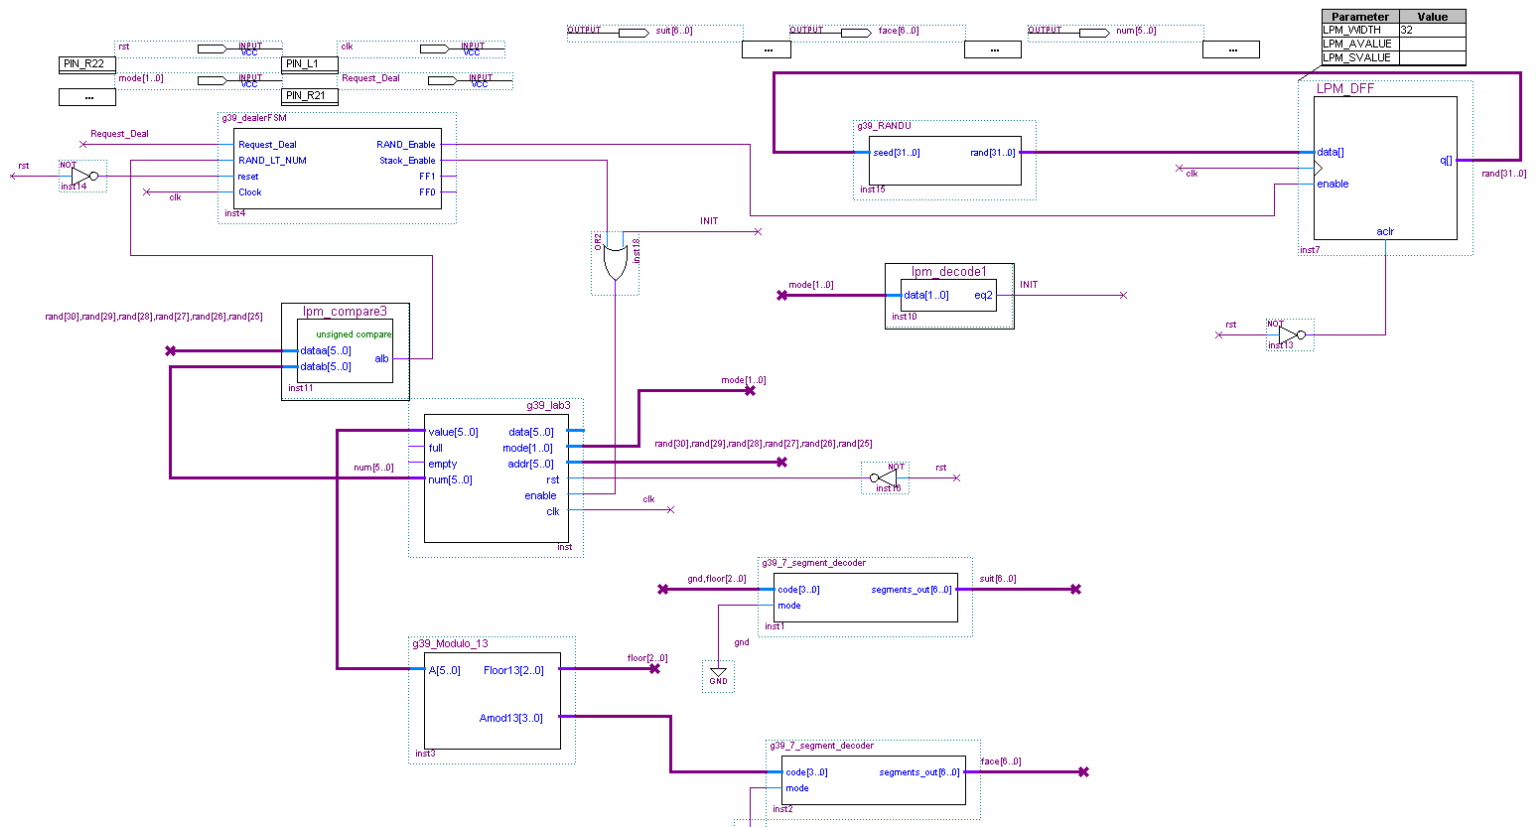 rst INPUT VCC
PIN_R22
clk INPUT VCC
PIN_L1
mode[1..0] INPUT VCC
...
Request_Deal INPUT VCC
PIN_R21
OUTPUT suit[6..0]
...
OUTPUT face[6..0]
...
OUTPUT num[5..0]
...
Parameter Value
LPM_WIDTH 32
LPM_AVALUE
LPM_SVALUE
g39_dealerFSM
Request_Deal
Request_Deal RAND_Enable
RAND_LT_NUM Stack_Enable
reset FF1
Clock FF0
inst4
rst NOT
inst14
clk
g39_RANDU
seed[31..0] rand[31..0]
inst15
LPM_DFF
data[]
q[]
enable
aclr
inst7
clk
rand[31..0]
INIT
OR2
inst18
lpm_decode1
mode[1..0]
data[1..0] eq2
INIT
inst10
rst NOT
inst13
rand[30],rand[29],rand[28],rand[27],rand[26],rand[25]
lpm_compare3
unsigned compare
dataa[5..0]
datab[5..0]
alb
inst11
g39_lab3
mode[1..0]
value[5..0] data[5..0]
full mode[1..0]
empty addr[5..0]
num[5..0] num[5..0] rst
enable
clk
inst
rand[30],rand[29],rand[28],rand[27],rand[26],rand[25]
NOT rst
inst16
clk
g39_7_segment_decoder
gnd,floor[2..0]
code[3..0] segments_out[6..0]
mode
suit[6..0]
inst1
gnd
GND
g39_Modulo_13
A[5..0] Floor13[2..0]
floor[2..0]
Amod13[3..0]
inst3
g39_7_segment_decoder
code[3..0] segments_out[6..0]
mode
face[6..0]
inst2